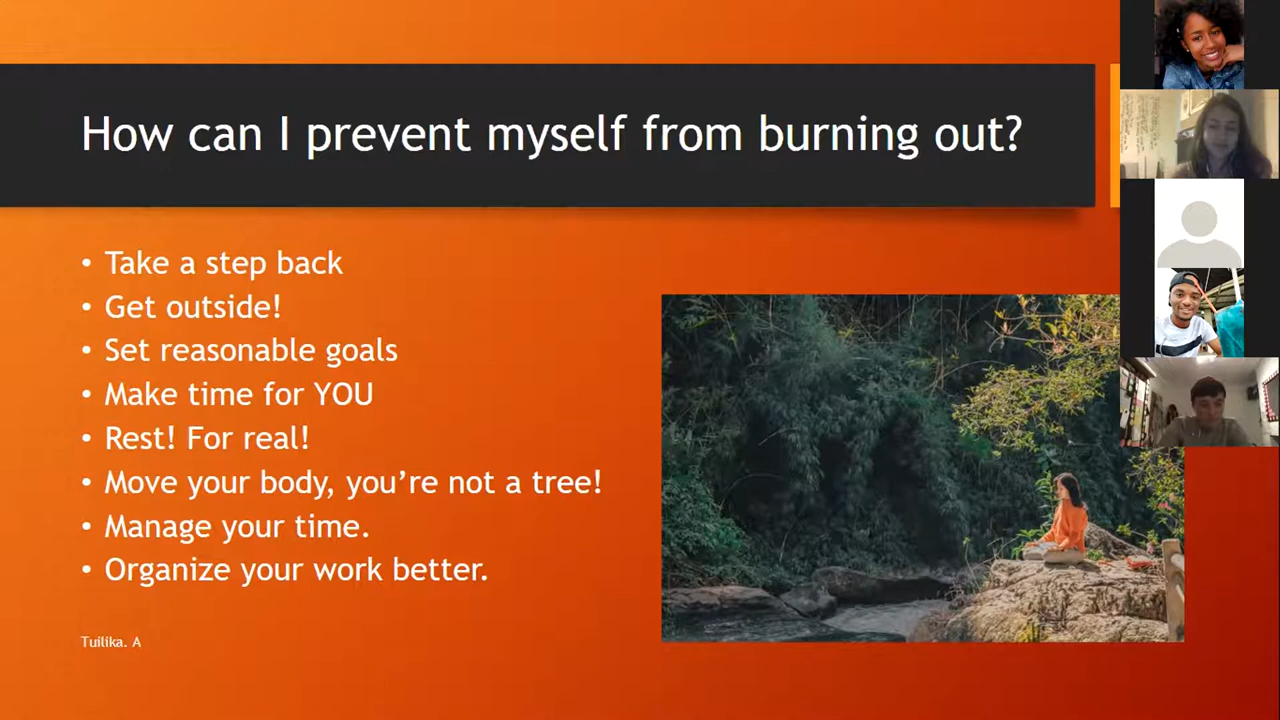 How can I prevent myself from burning out?
• Take a step back
• Get outside!
• Set reasonable goals
• Make time for YOU
• Rest! For real!
• Move your body, you’re not a tree!
• Manage your time.
• Organize your work better.
Tuilika. A